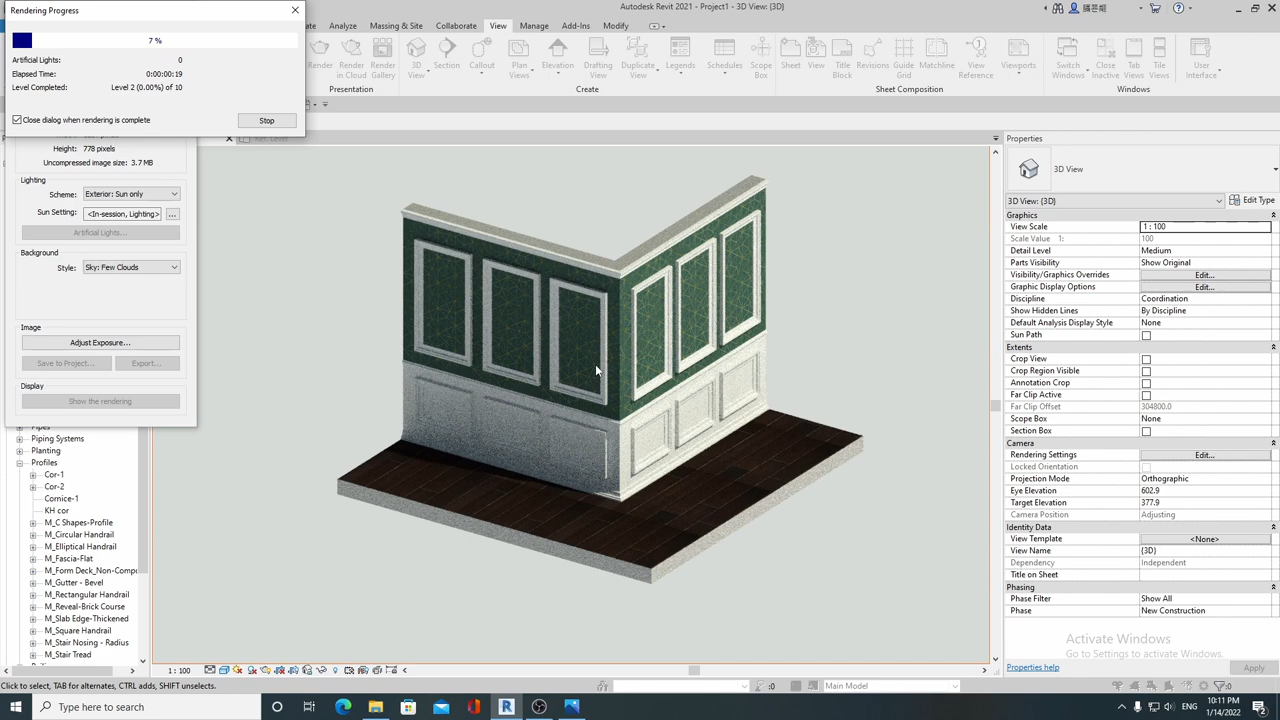 Rendering Progress
Autodesk Revit 2021 - Project1 - 3D View: {3D}
Analyze
Massing & Site
Collaborate
View
Manage
Add-Ins
Modify
7 %
Artificial Lights:
0
Elapsed Time:
0:00:00:19
Level Completed:
Level 2 (0.00%) of 10
Close dialog when rendering is complete
Stop
Render
Render
in Cloud
Render
Gallery
3D
View
Section
Callout
Plan
Views
Elevation
Drafting
View
Duplicate
View
Legends
Schedules
Scope
Box
Sheet
View
Title
Block
Revisions
Guide
Grid
Matchline
View
Reference
Viewports
Switch
Windows
Close
Inactive
Tab
Views
Tile
Views
User
Interface
Presentation
Create
Sheet Composition
Windows
Height:
778 pixels
Uncompressed image size:
3.7 MB
Lighting
Scheme:
Exterior: Sun only
Sun Setting:
<In-session, Lighting>
...
Artificial Lights...
Background
Style:
Sky: Few Clouds
Image
Adjust Exposure...
Save to Project...
Export...
Display
Show the rendering
Piping Systems
Planting
Profiles
Cor-1
Cor-2
Cornice-1
KH cor
M_C Shapes-Profile
M_Circular Handrail
M_Elliptical Handrail
M_Fascia-Flat
M_Form Deck_Non-Compo
M_Gutter - Bevel
M_Rectangular Handrail
M_Reveal-Brick Course
M_Slab Edge-Thickened
M_Square Handrail
M_Stair Nosing - Radius
M_Stair Tread
Properties
3D View
3D View: {3D}
Edit Type
Graphics
View Scale
1 : 100
Scale Value 1:
100
Detail Level
Medium
Parts Visibility
Show Original
Visibility/Graphics Overrides
Edit...
Graphic Display Options
Edit...
Discipline
Coordination
Show Hidden Lines
By Discipline
Default Analysis Display Style
None
Sun Path
Extents
Crop View
Crop Region Visible
Annotation Crop
Far Clip Active
Far Clip Offset
304800.0
Scope Box
None
Section Box
Camera
Rendering Settings
Edit...
Locked Orientation
Projection Mode
Orthographic
Eye Elevation
602.9
Target Elevation
377.9
Camera Position
Adjusting
Identity Data
View Template
<None>
View Name
{3D}
Dependency
Independent
Title on Sheet
Phasing
Phase Filter
Show All
Phase
New Construction
Activate Windows
Go to Settings to activate Windows.
Properties help
Apply
1 : 100
Click to select, TAB for alternates, CTRL adds, SHIFT unselects.
:0
Main Model
:0
Type here to search
10:11 PM
1/14/2022